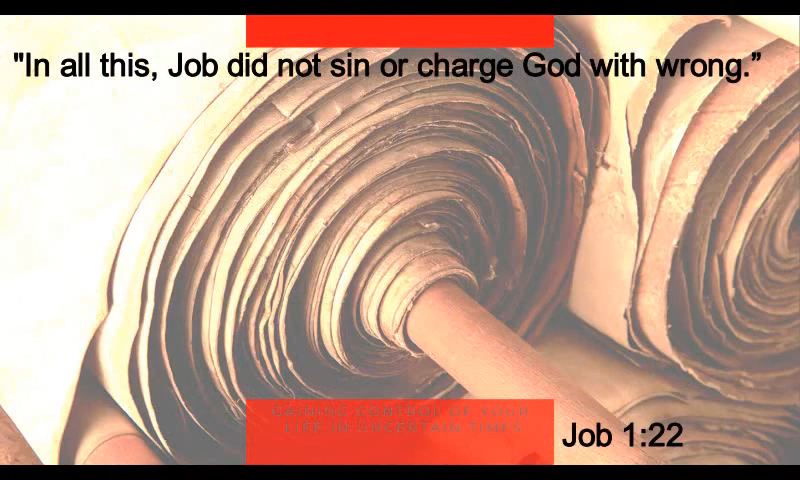 "In all this, Job did not sin or charge God with wrong.”
GAINING CONTROL OF YOUR
LIFE IN UNCERTAIN TIMES
Job 1:22